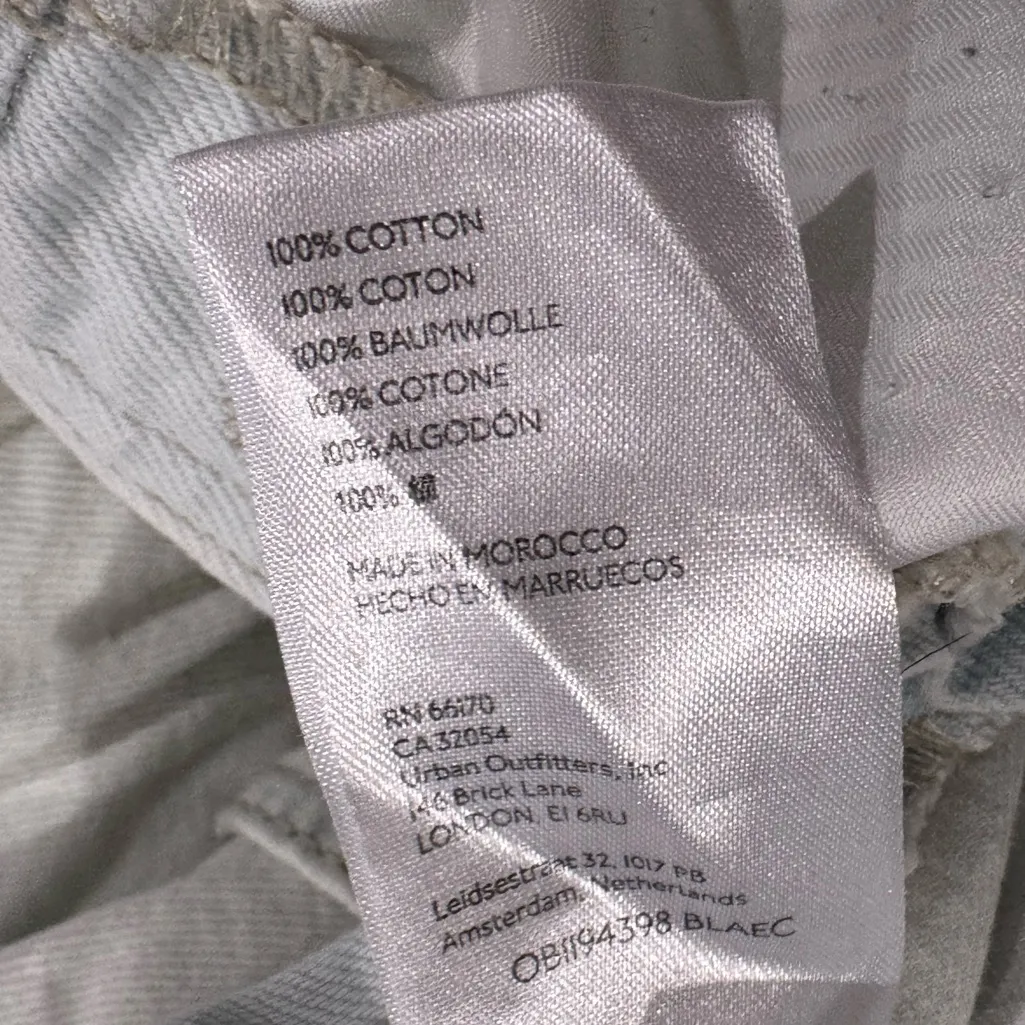 100% COTTON
100% COTON
100% BAUMWOLLE
100% COTONE
100% ALGODÓN
100% 綿
MADE IN MOROCCO
HECHO EN MARRUECOS
RN 66170
CA 32054
Urban Outfitters, Inc
146 Brick Lane
LONDON, E1 6RU
Leidsestraat 32, 1017 PB
Amsterdam, Netherlands
OB1194398 BLAEC